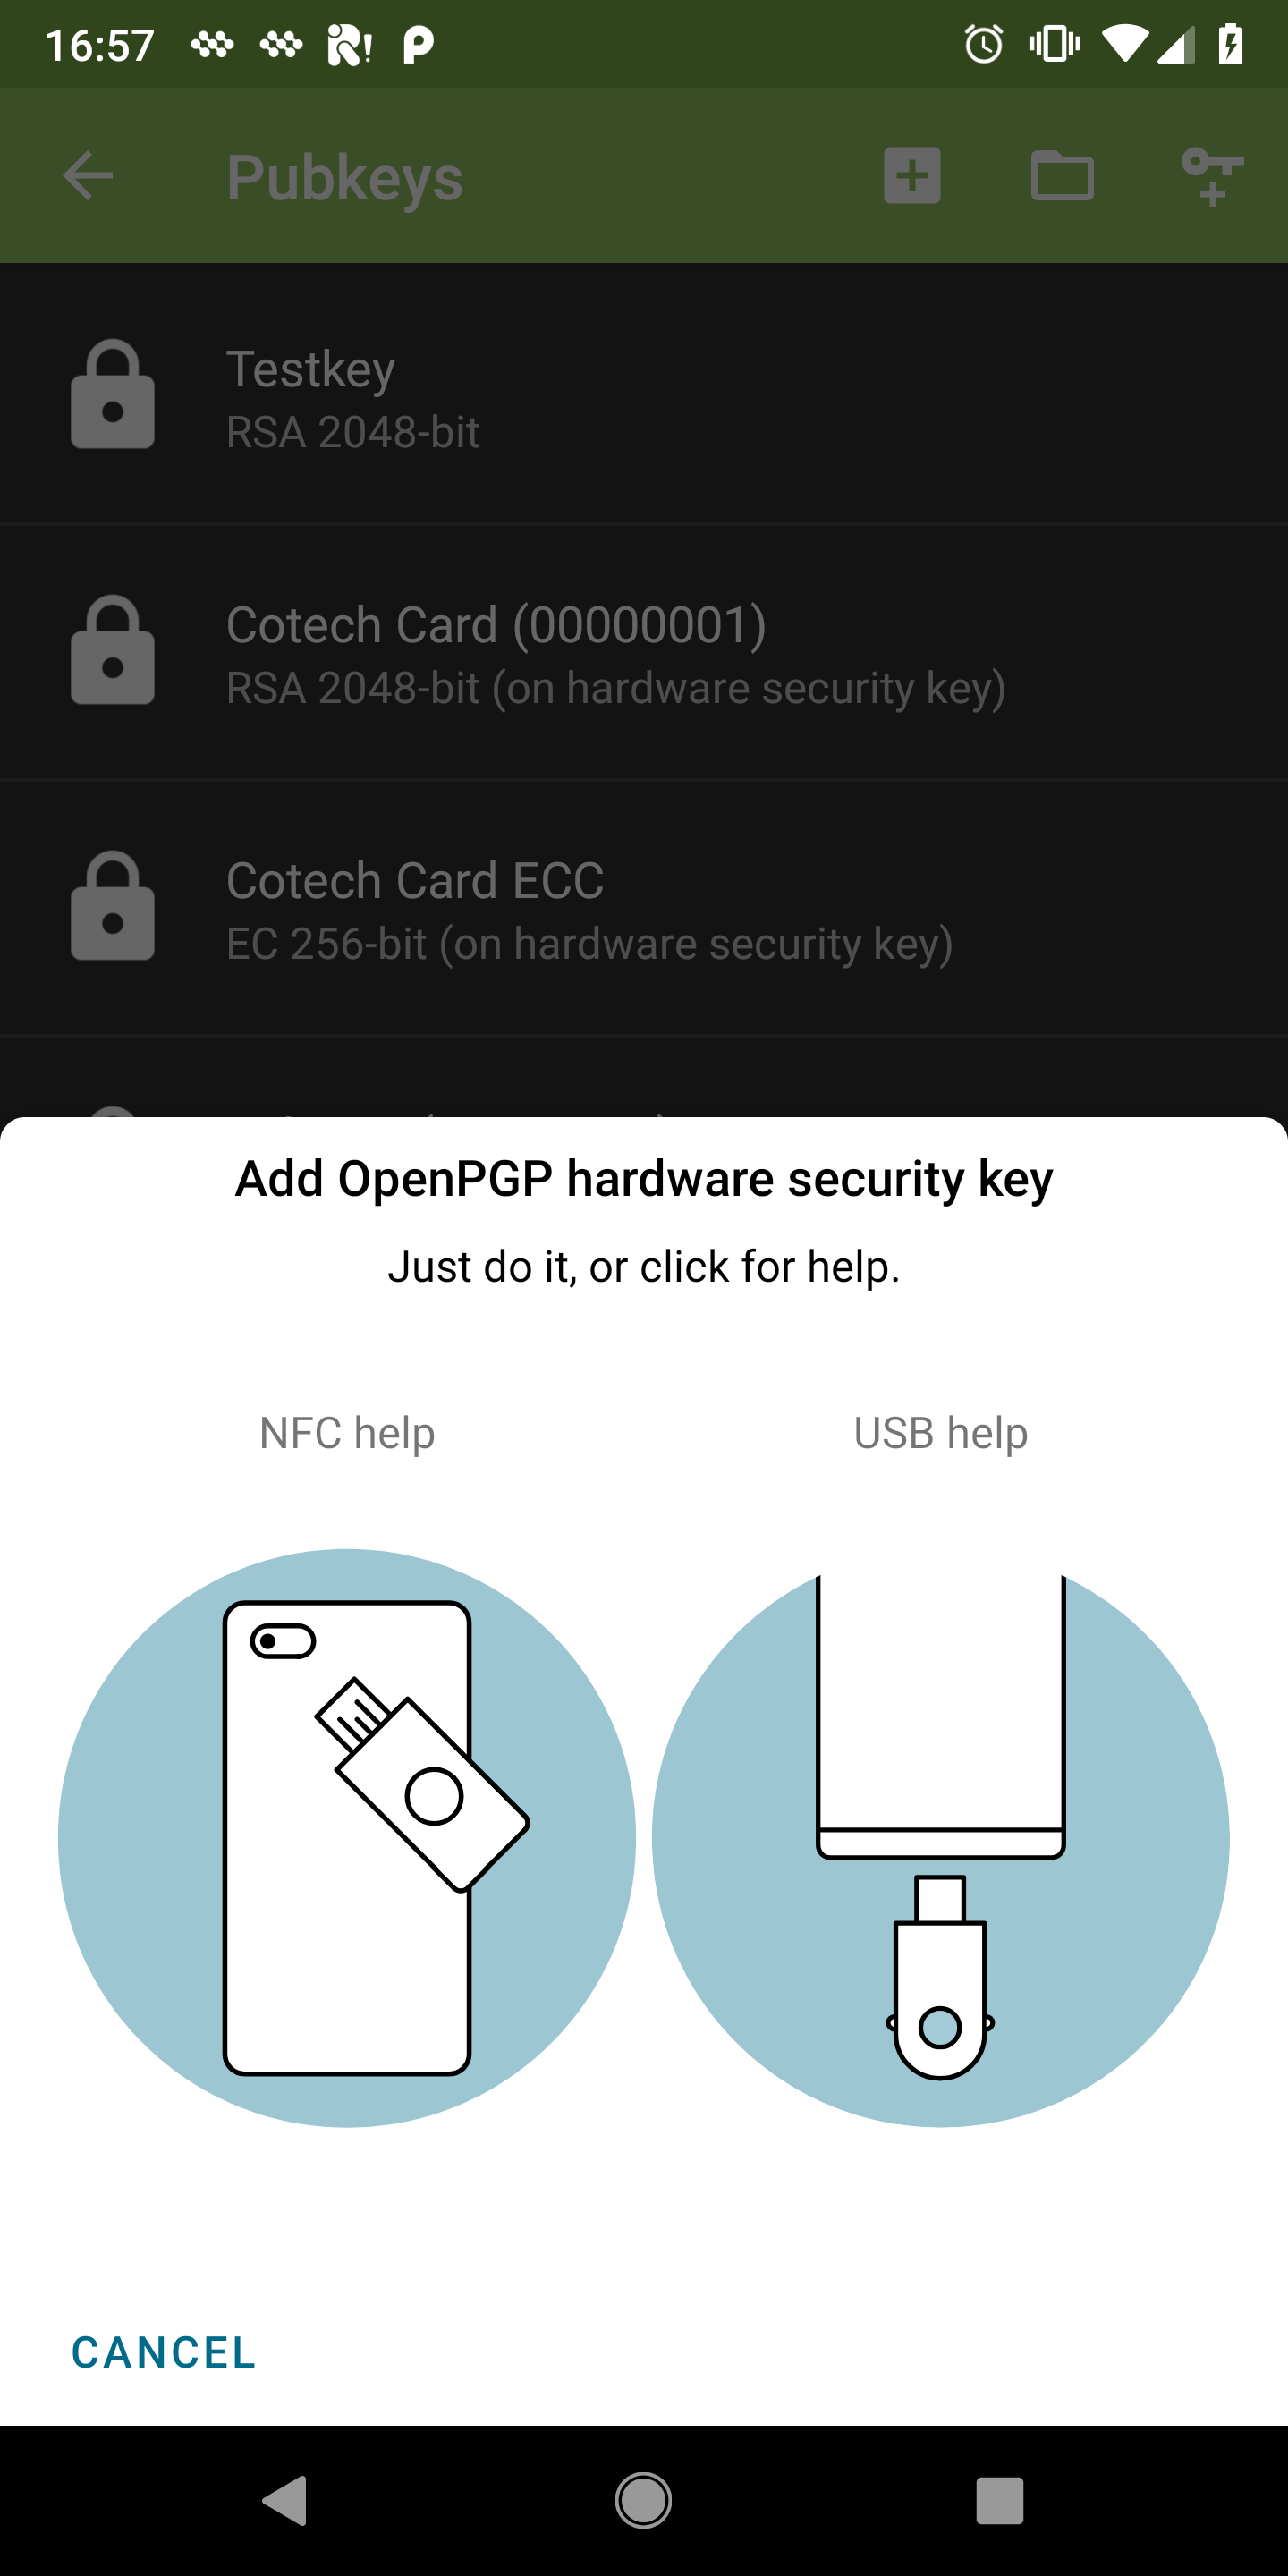 16:57
Pubkeys
Testkey
RSA 2048-bit
Cotech Card (00000001)
RSA 2048-bit (on hardware security key)
Cotech Card ECC
EC 256-bit (on hardware security key)
Add OpenPGP hardware security key
Just do it, or click for help.
NFC help
USB help
CANCEL